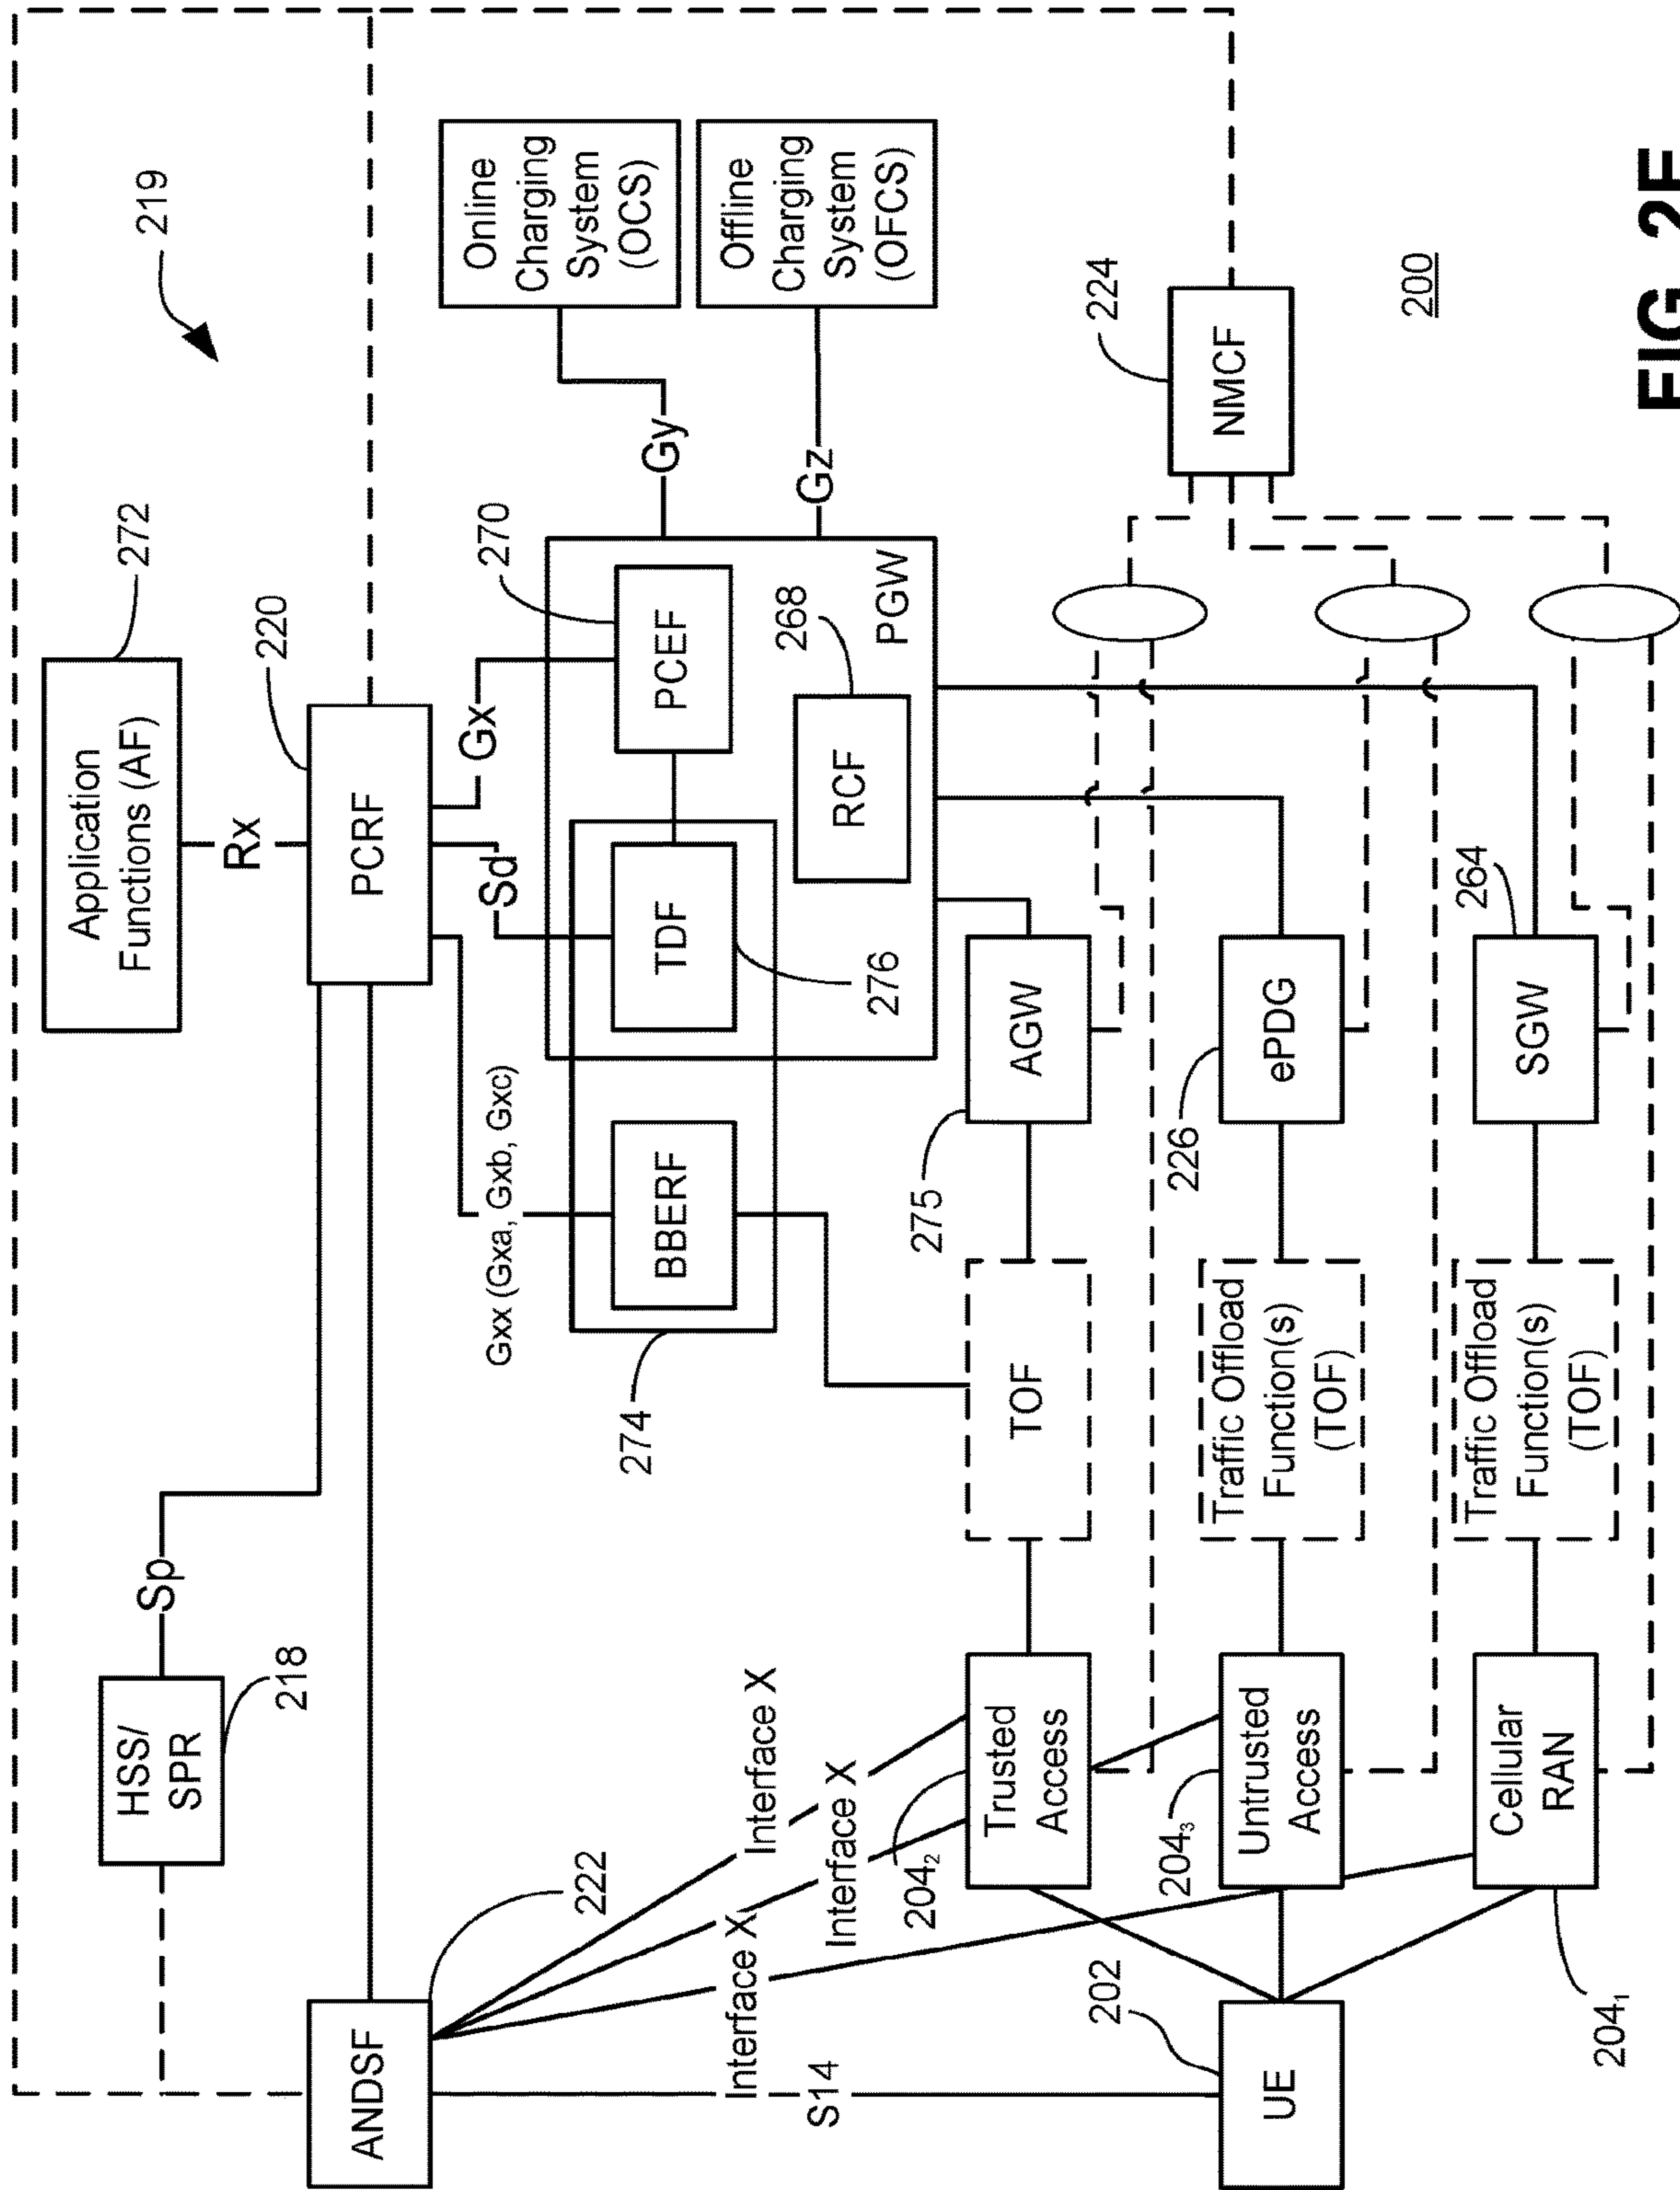 219
Application
Functions (AF)
272
HSS/
SPR
218
Sp
Rx
ANDSF
222
PCRF
220
Online
Charging
System
(OCS)
Offline
Charging
System
(OFCS)
Gxx (Gxa, Gxb, Gxc)
Sd
Gx
Gy
Gz
BBERF
274
TDF
276
PCEF
270
RCF
268
PGW
Interface X
Interface X
Interface X
S14
Trusted
Access
204₂
TOF
AGW
275
UE
202
Untrusted
Access
204₃
Traffic Offload
Function(s)
(TOF)
ePDG
226
NMCF
224
Cellular
RAN
204₁
Traffic Offload
Function(s)
(TOF)
SGW
264
200